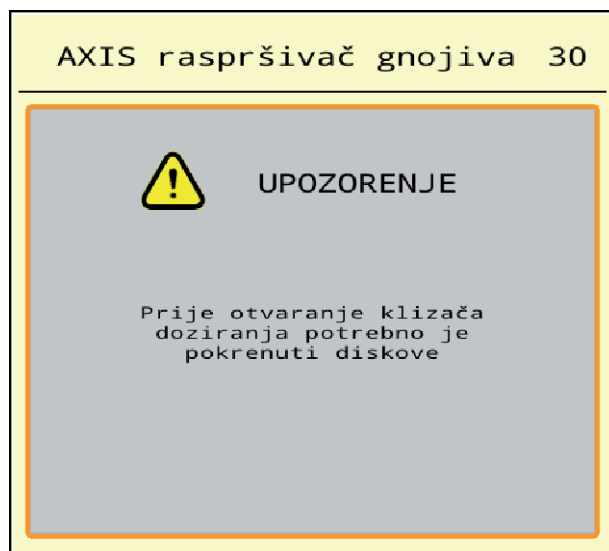 AXIS raspršivač gnojiva 30
UPOZORENJE
Prije otvaranje klizača
doziranja potrebno je
pokrenuti diskove